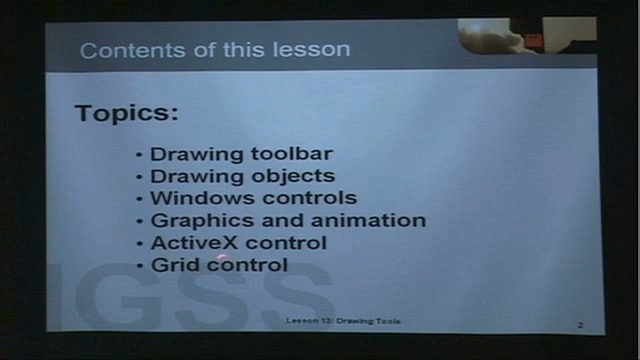 Contents of this lesson
Topics:
• Drawing toolbar
• Drawing objects
• Windows controls
• Graphics and animation
• ActiveX control
• Grid control
IGSS
Lesson 13: Drawing Tools
2